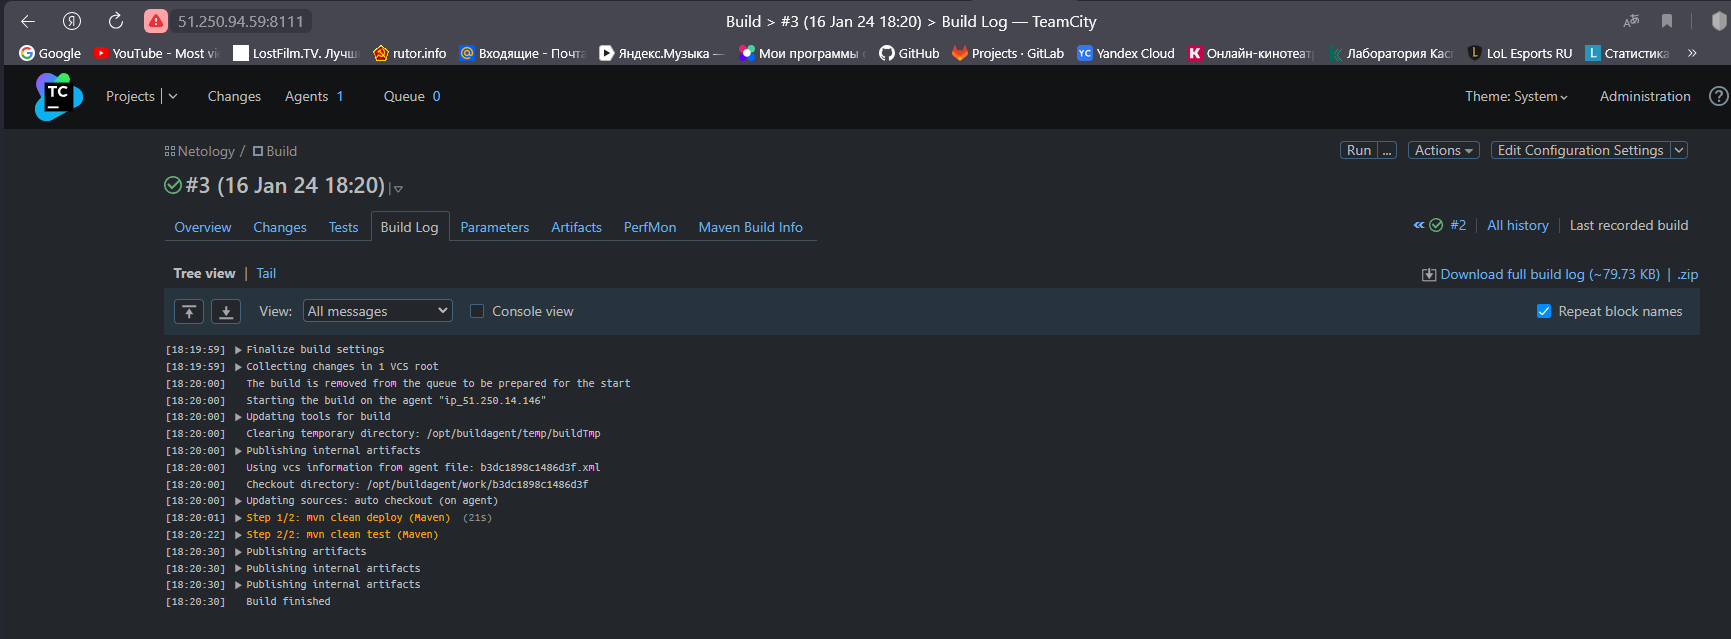 51.250.94.59:8111 Build > #3 (16 Jan 24 18:20) > Build Log — TeamCity
Google YouTube - Most vi LostFilm.TV. Лучш rutor.info Входящие - Почта Яндекс.Музыка — Мои программы GitHub Projects · GitLab YC Yandex Cloud K Онлайн-кинотеат Лаборатория Кас LoL Esports RU L Статистика »
TC Projects Changes Agents 1 Queue 0 Theme: System Administration ?
Netology / Build Run ... Actions Edit Configuration Settings
#3 (16 Jan 24 18:20)
Overview Changes Tests Build Log Parameters Artifacts PerfMon Maven Build Info #2 All history Last recorded build
Tree view | Tail Download full build log (~79.73 KB) | .zip
View: All messages Console view Repeat block names
[18:19:59] Finalize build settings
[18:19:59] Collecting changes in 1 VCS root
[18:20:00] The build is removed from the queue to be prepared for the start
[18:20:00] Starting the build on the agent "ip_51.250.14.146"
[18:20:00] Updating tools for build
[18:20:00] Clearing temporary directory: /opt/buildagent/temp/buildTmp
[18:20:00] Publishing internal artifacts
[18:20:00] Using vcs information from agent file: b3dc1898c1486d3f.xml
[18:20:00] Checkout directory: /opt/buildagent/work/b3dc1898c1486d3f
[18:20:00] Updating sources: auto checkout (on agent)
[18:20:01] Step 1/2: mvn clean deploy (Maven) (21s)
[18:20:22] Step 2/2: mvn clean test (Maven)
[18:20:30] Publishing artifacts
[18:20:30] Publishing internal artifacts
[18:20:30] Publishing internal artifacts
[18:20:30] Build finished